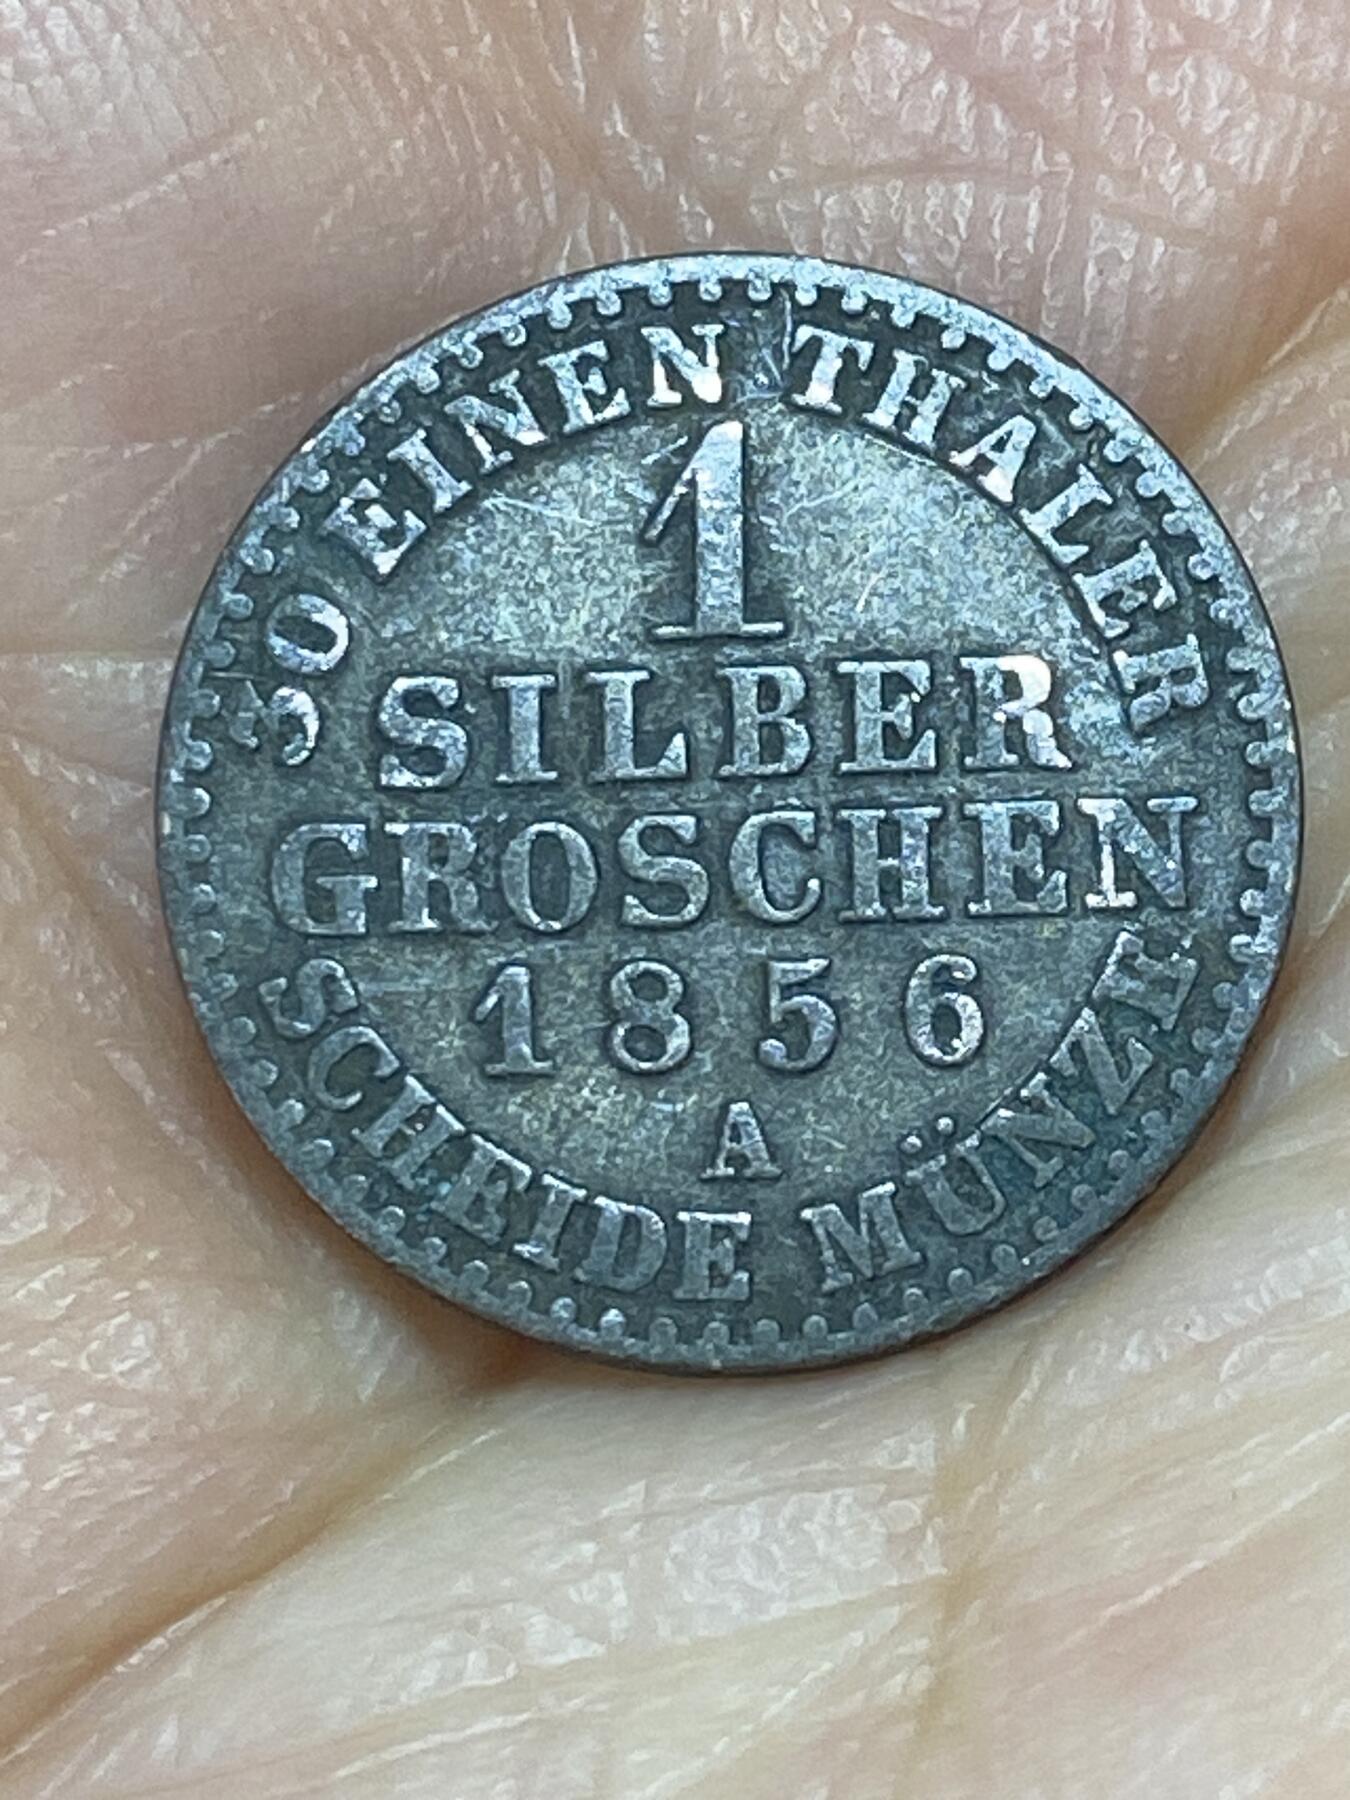 30 EINEN THALER
1
SILBER
GROSCHEN
1856
A
SCHEIDE MÜNZE